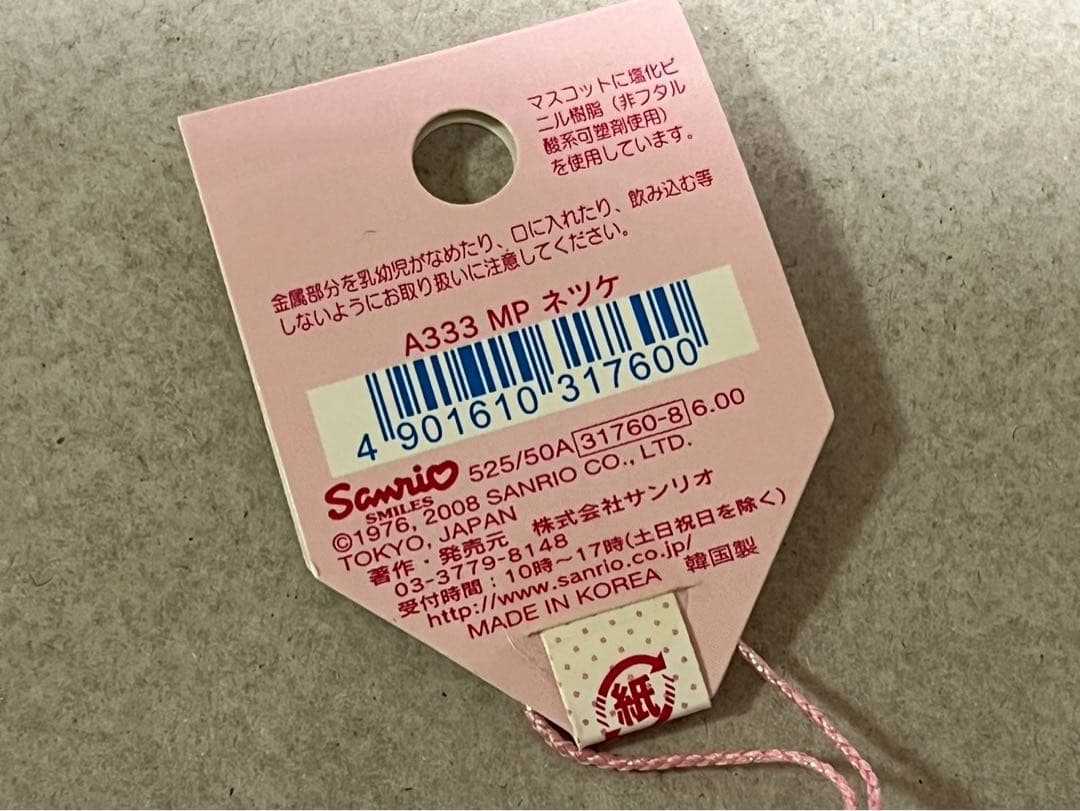 マスコットに塩化ビ
ニル樹脂（非フタル
酸系可塑剤使用）
を使用しています。
金属部分を乳幼児がなめたり、口に入れたり、飲み込む等
しないようにお取り扱いに注意してください。
A333 MP ネツケ
4 901610 317600
Sanrio 525/50A 31760-8 6.00
SMILES
©1976, 2008 SANRIO CO., LTD.
TOKYO, JAPAN
著作・発売元 株式会社サンリオ
03-3779-8148
受付時間：10時～17時(土日祝日を除く)
http://www.sanrio.co.jp/
MADE IN KOREA 韓国製
紙